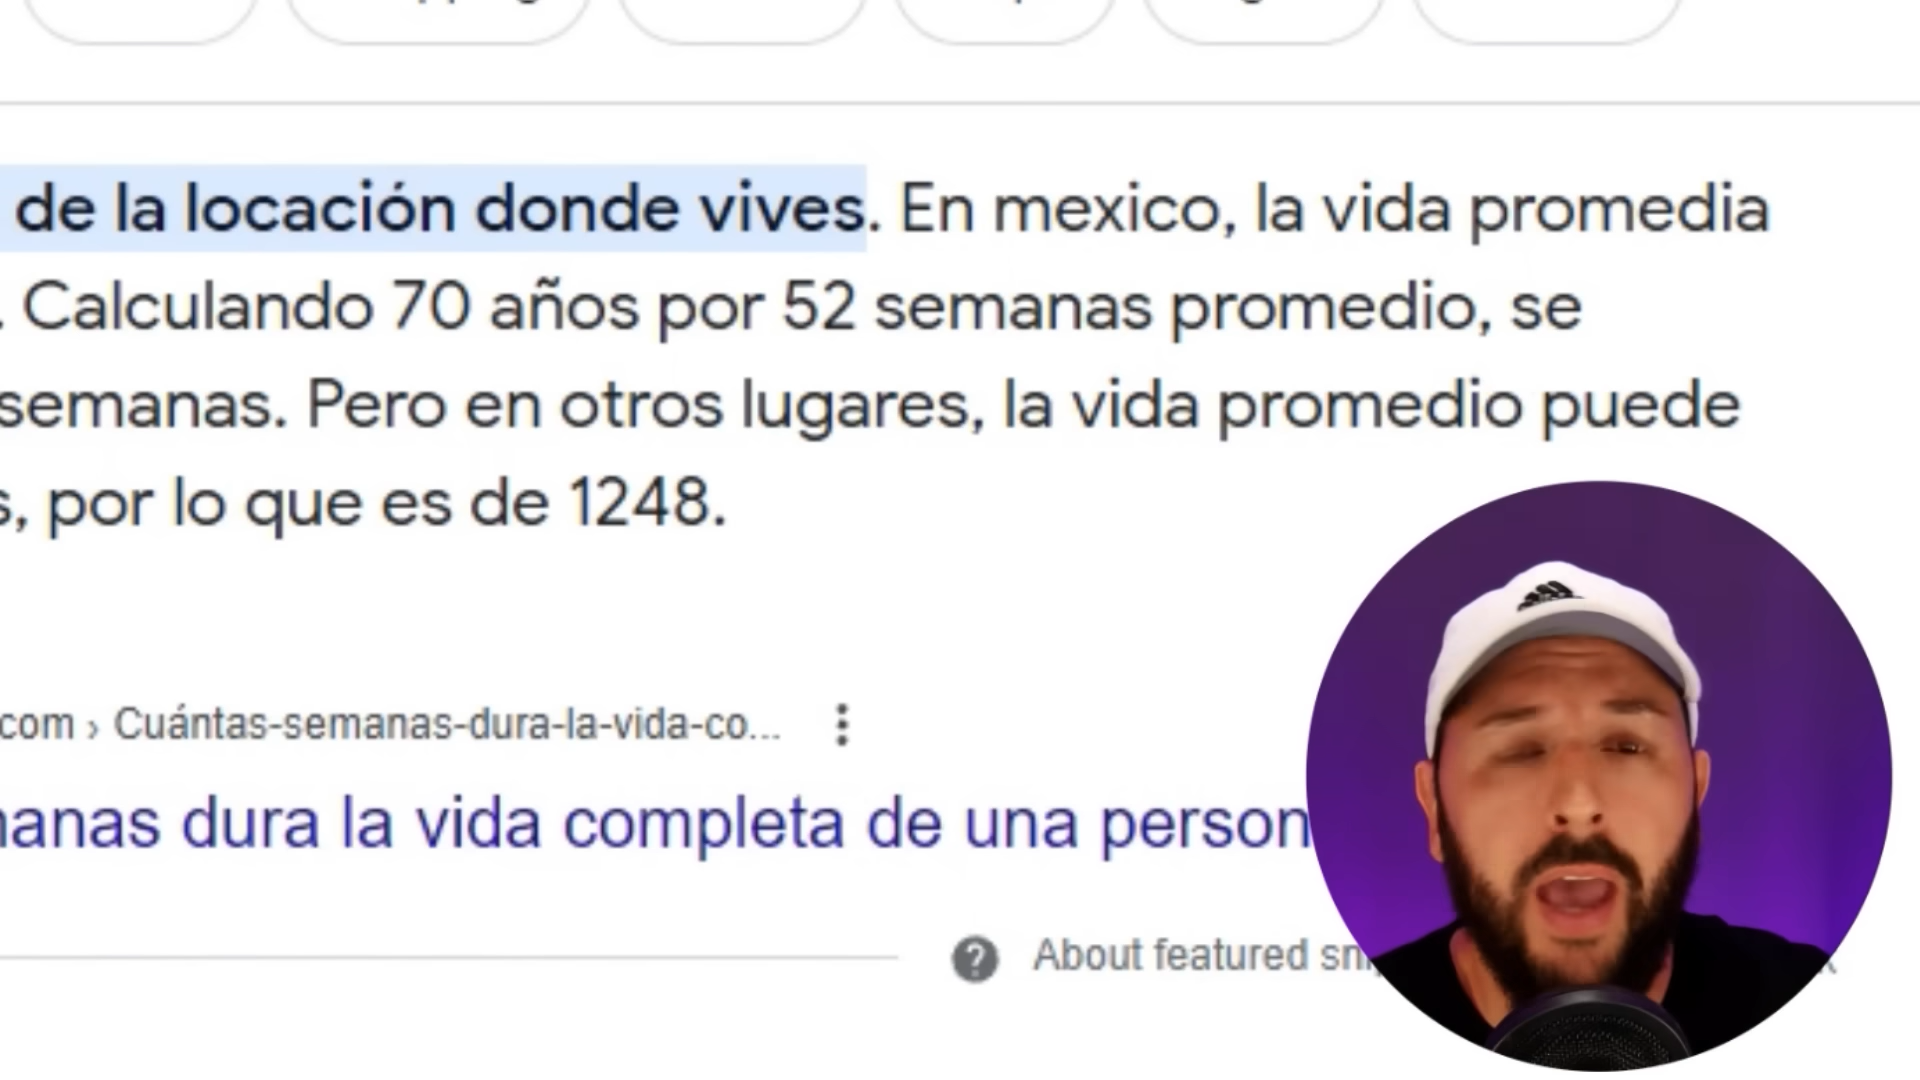 de la locación donde vives. En mexico, la vida promedia
. Calculando 70 años por 52 semanas promedio, se
semanas. Pero en otros lugares, la vida promedio puede
s, por lo que es de 1248.
com › Cuántas-semanas-dura-la-vida-co...
manas dura la vida completa de una person
About featured